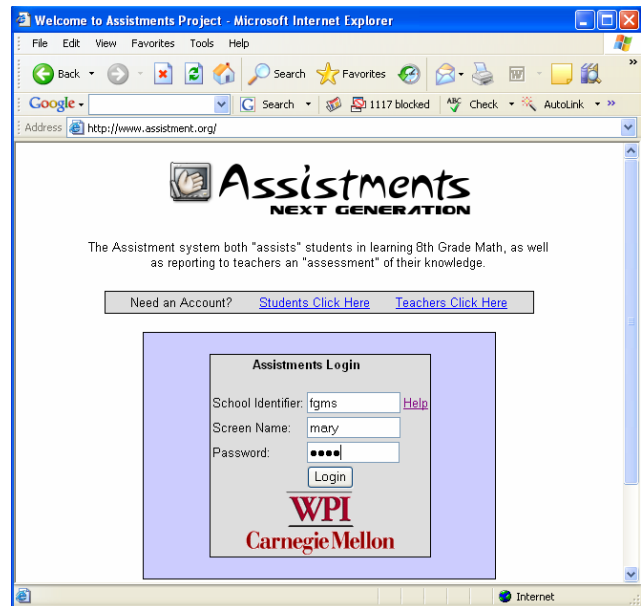 Welcome to Assistments Project - Microsoft Internet Explorer
File Edit View Favorites Tools Help
Back Search Favorites W »
Google G Search 1117 blocked ABC Check AutoLink »
Address http://www.assistment.org/
Assistments
NEXT GENERATION
The Assistment system both "assists" students in learning 8th Grade Math, as well
as reporting to teachers an "assessment" of their knowledge.
Need an Account? Students Click Here Teachers Click Here
Assistments Login
School Identifier: fgms Help
Screen Name: mary
Password: ●●●●
Login
WPI
Carnegie Mellon
Internet